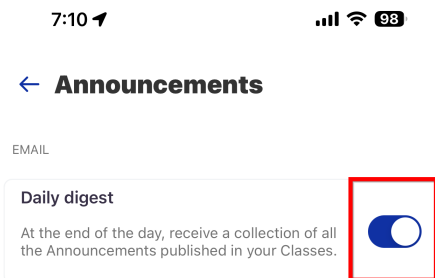 7:10 98
Announcements
EMAIL
Daily digest
At the end of the day, receive a collection of all
the Announcements published in your Classes.